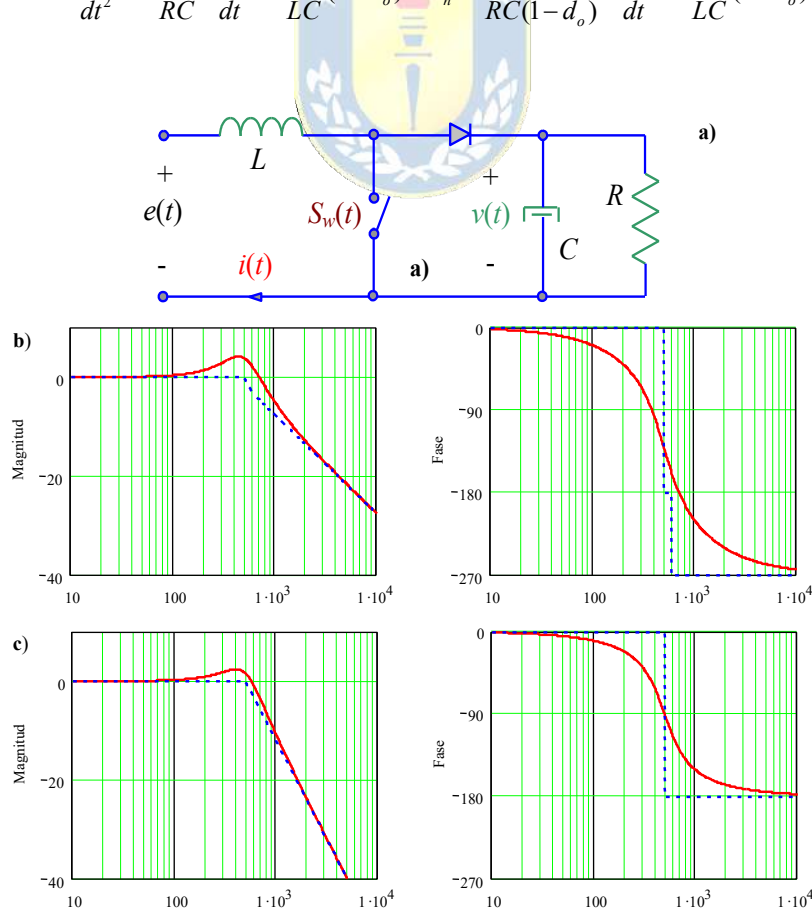 dt² RC dt LC n RC(1−dₒ) dt LC
a)
L
+
+
R
e(t)
S_w(t)
v(t)
C
-
i(t)
a)
-
b)
0
−20
−40
Magnitud
10 100 1·10³ 1·10⁴
0
−90
−180
−270
Fase
10 100 1·10³ 1·10⁴
c)
0
−20
−40
Magnitud
10 100 1·10³ 1·10⁴
0
−90
−180
−270
Fase
10 100 1·10³ 1·10⁴